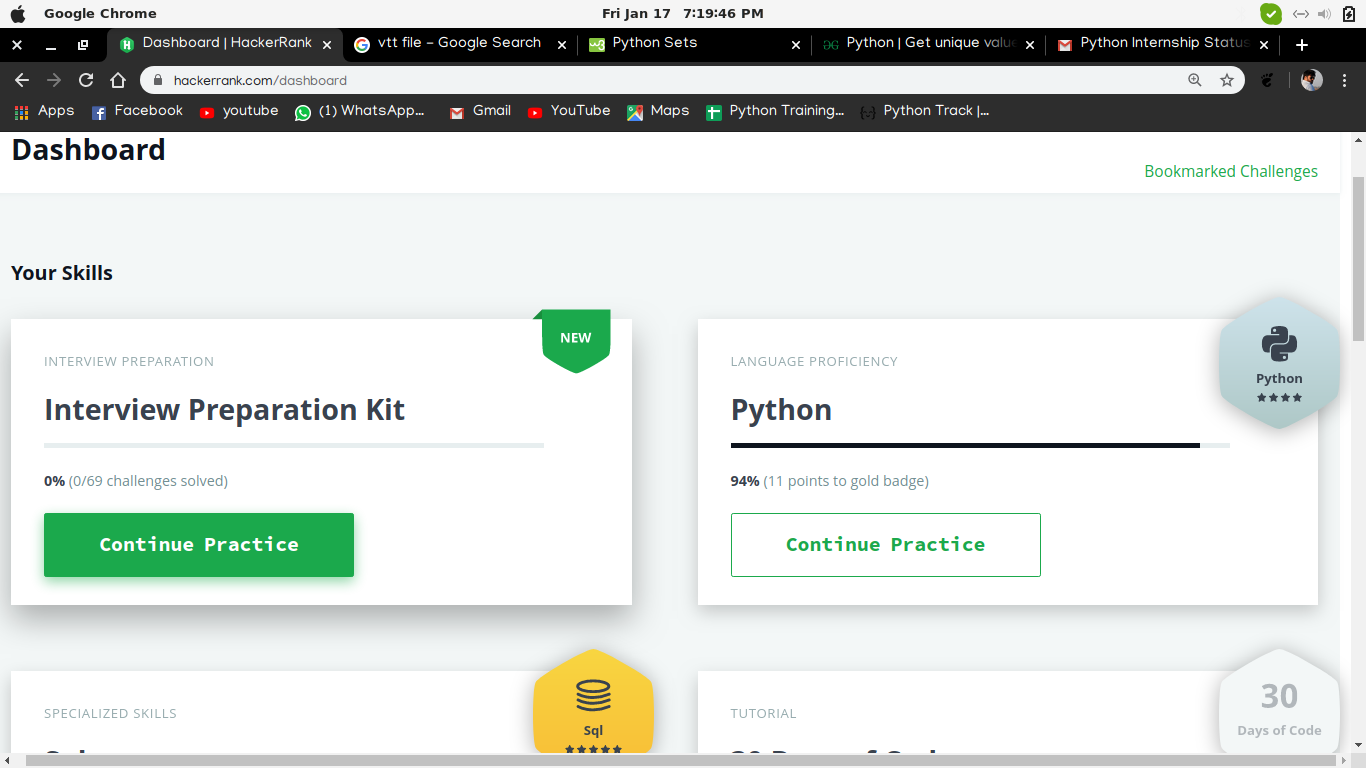 Google Chrome
Fri Jan 17 7:19:46 PM
Dashboard | HackerRank
vtt file – Google Search
Python Sets
Python | Get unique value
Python Internship Status
hackerrank.com/dashboard
Apps
Facebook
youtube
(1) WhatsApp...
Gmail
YouTube
Maps
Python Training...
Python Track |...
Dashboard
Bookmarked Challenges
Your Skills
NEW
INTERVIEW PREPARATION
Interview Preparation Kit
0% (0/69 challenges solved)
Continue Practice
LANGUAGE PROFICIENCY
Python
Python
94% (11 points to gold badge)
Continue Practice
SPECIALIZED SKILLS
Sql
TUTORIAL
30
Days of Code